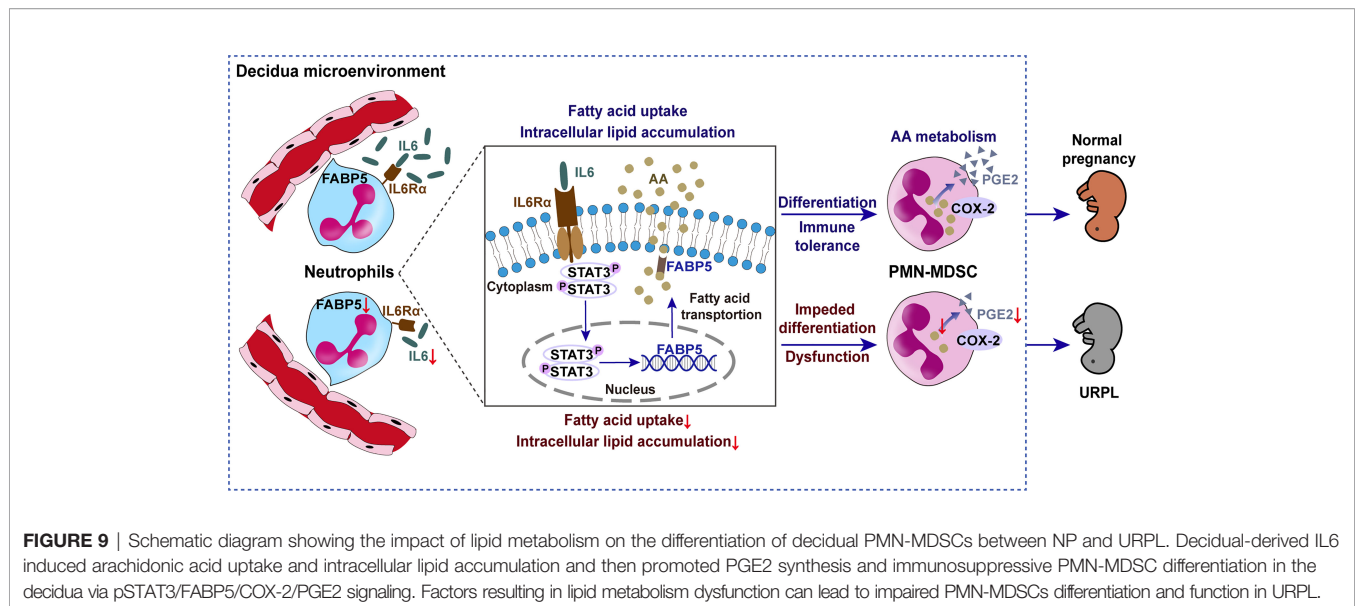 Decidua microenvironment
IL6
FABP5
IL6Rα
Neutrophils
FABP5↓
IL6Rα
IL6↓
Fatty acid uptake
Intracellular lipid accumulation
IL6
AA
IL6Rα
STAT3 P
P STAT3
Cytoplasm
FABP5
Fatty acid
transptortion
STAT3 P
P STAT3
FABP5
Nucleus
Fatty acid uptake↓
Intracellular lipid accumulation↓
Differentiation
Immune
tolerance
Impeded
differentiation
Dysfunction
AA metabolism
PGE2
COX-2
PMN-MDSC
PGE2↓
COX-2
Normal
pregnancy
URPL
FIGURE 9 | Schematic diagram showing the impact of lipid metabolism on the differentiation of decidual PMN-MDSCs between NP and URPL. Decidual-derived IL6
induced arachidonic acid uptake and intracellular lipid accumulation and then promoted PGE2 synthesis and immunosuppressive PMN-MDSC differentiation in the
decidua via pSTAT3/FABP5/COX-2/PGE2 signaling. Factors resulting in lipid metabolism dysfunction can lead to impaired PMN-MDSCs differentiation and function in URPL.